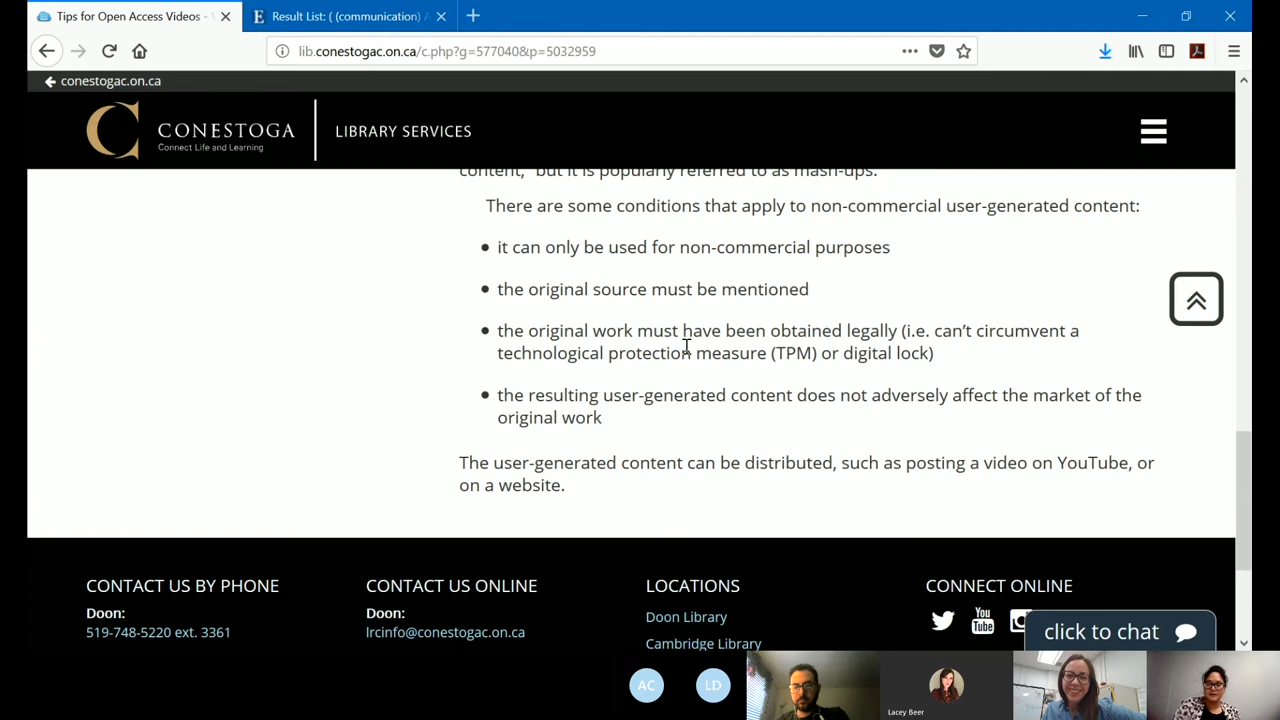 Tips for Open Access Videos -
Result List: ( (communication) A
lib.conestogac.on.ca/c.php?g=577040&p=5032959
conestogac.on.ca
CONESTOGA
Connect Life and Learning
LIBRARY SERVICES
content," but it is popularly referred to as mash-ups.
There are some conditions that apply to non-commercial user-generated content:
it can only be used for non-commercial purposes
the original source must be mentioned
the original work must have been obtained legally (i.e. can't circumvent a
technological protection measure (TPM) or digital lock)
the resulting user-generated content does not adversely affect the market of the
original work
The user-generated content can be distributed, such as posting a video on YouTube, or
on a website.
CONTACT US BY PHONE
Doon:
519-748-5220 ext. 3361
CONTACT US ONLINE
Doon:
lrcinfo@conestogac.on.ca
LOCATIONS
Doon Library
Cambridge Library
CONNECT ONLINE
You
Tube
click to chat
AC
LD
Lacey Beer